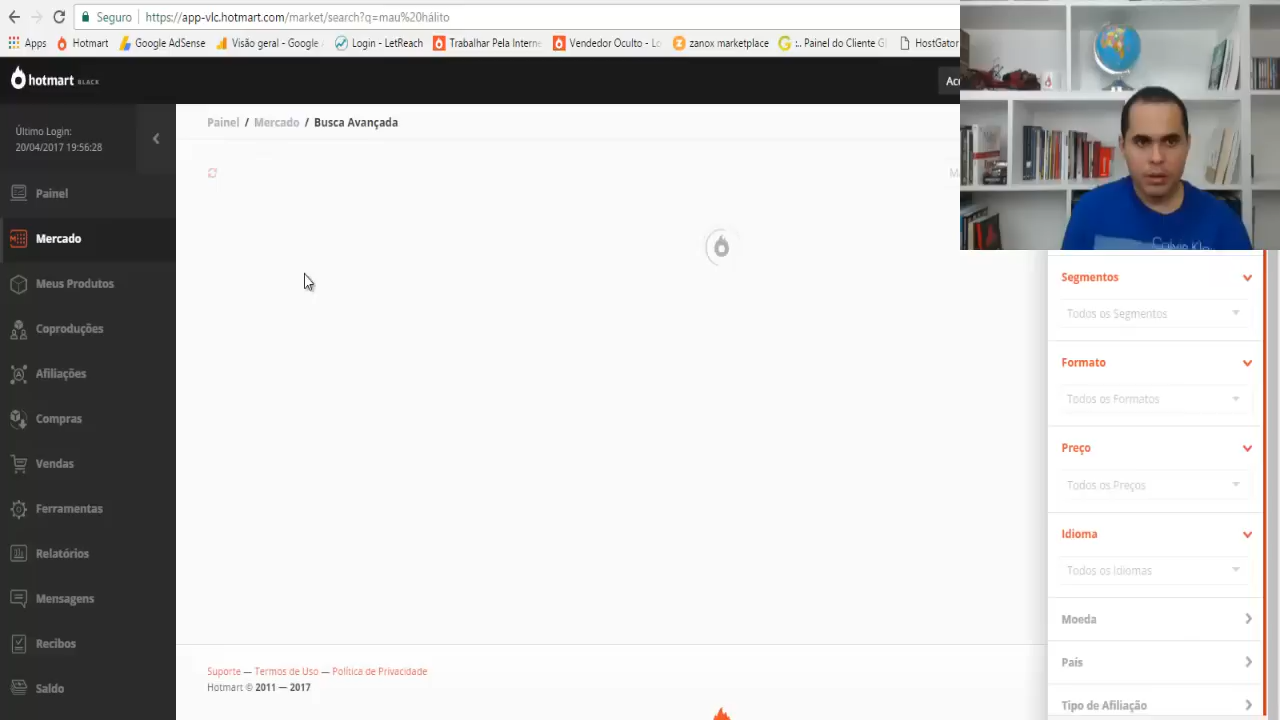 Seguro https://app-vlc.hotmart.com/market/search?q=mau%20hálito
Apps Hotmart Google AdSense Visão geral - Google Login - LetReach Trabalhar Pela Interne Vendedor Oculto - Lo zanox marketplace :. Painel do Cliente G HostGator
hotmart BLACK
Último Login:
20/04/2017 19:56:28
Painel / Mercado / Busca Avançada
Painel
Mercado
Meus Produtos
Coproduções
Afiliações
Compras
Vendas
Ferramentas
Relatórios
Mensagens
Recibos
Saldo
Segmentos
Todos os Segmentos
Formato
Todos os Formatos
Preço
Todos os Preços
Idioma
Todos os Idiomas
Moeda
País
Tipo de Afiliação
Suporte — Termos de Uso — Política de Privacidade
Hotmart © 2011 — 2017